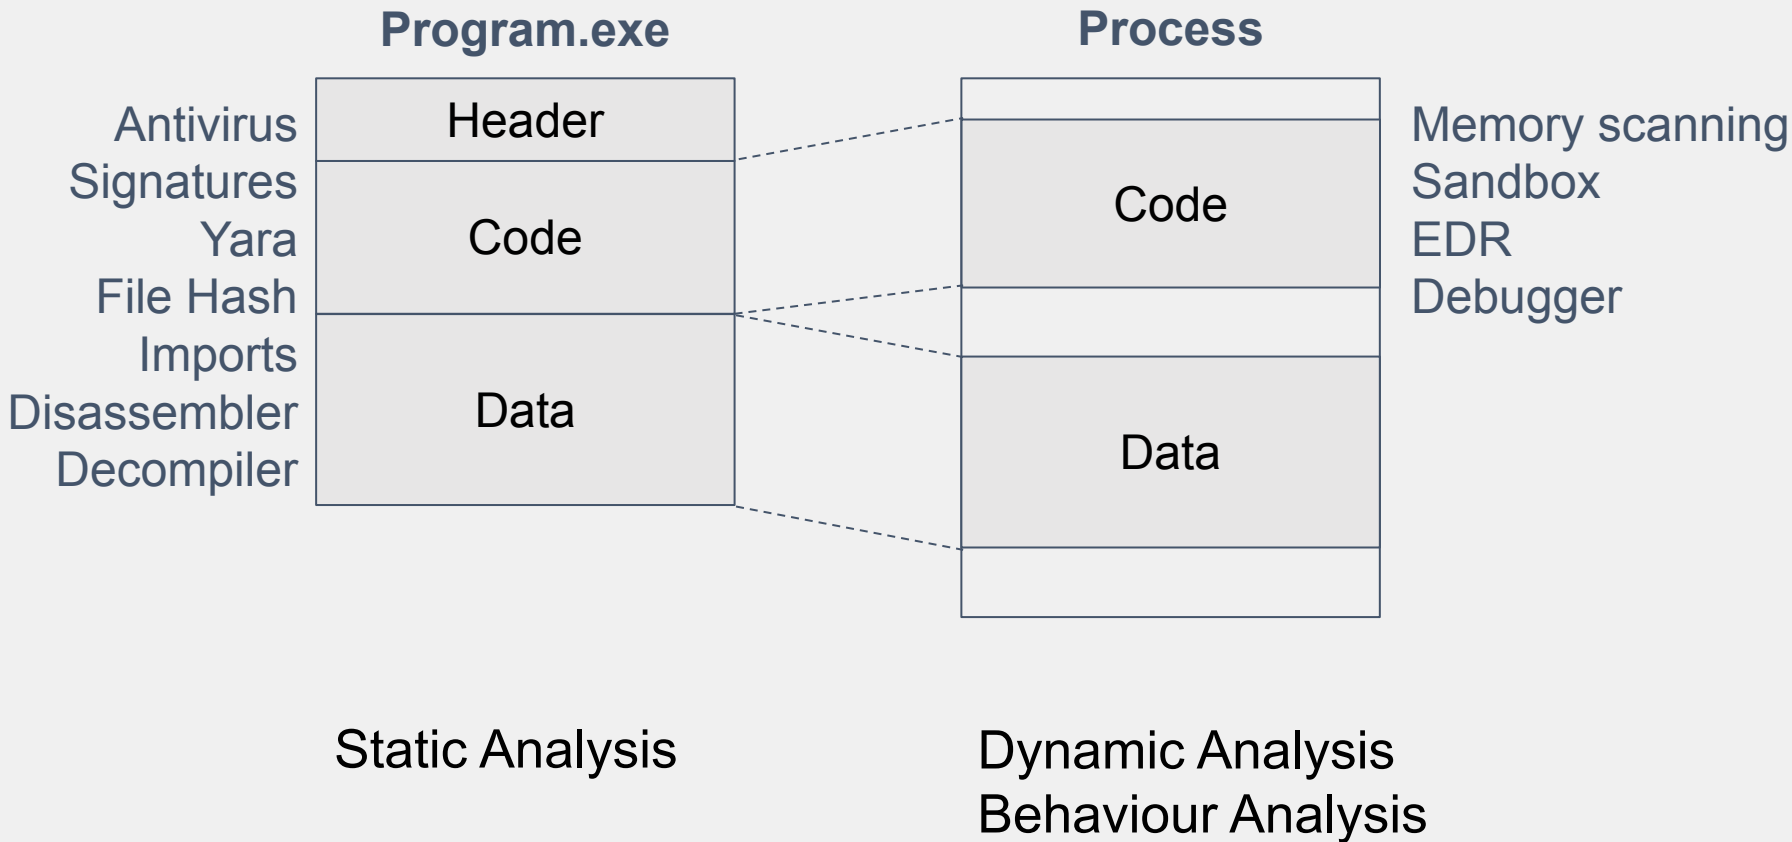 Program.exe
Process
Antivirus
Signatures
Yara
File Hash
Imports
Disassembler
Decompiler
Header
Code
Data
Code
Data
Memory scanning
Sandbox
EDR
Debugger
Static Analysis
Dynamic Analysis
Behaviour Analysis